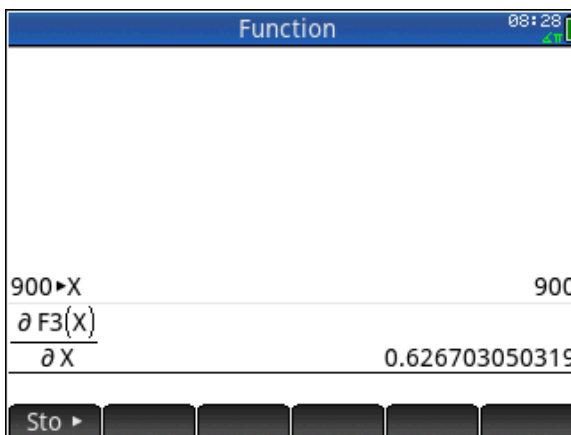 Function
08:28
∡π
900▶X
900
∂ F3(X)
∂ X
0.626703050319
Sto ▶